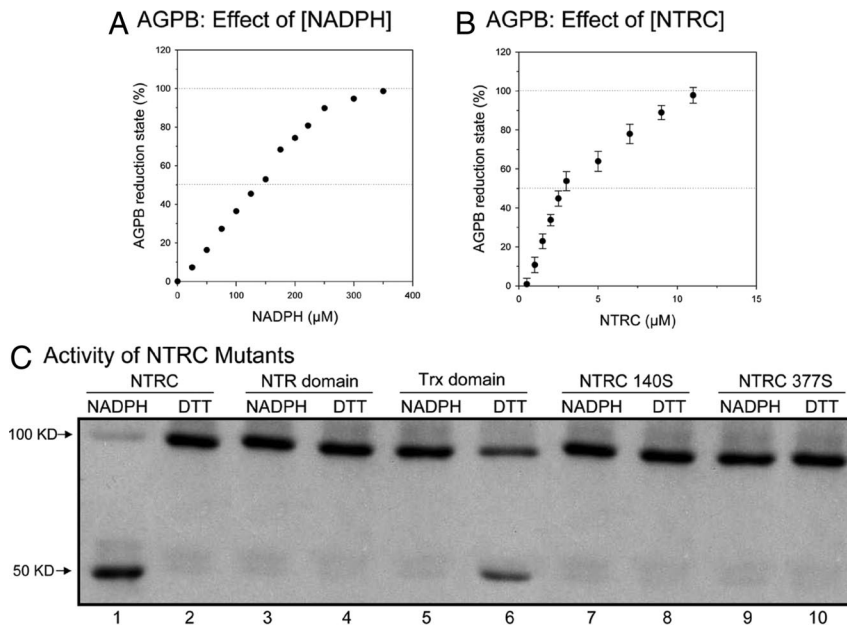 A AGPB: Effect of [NADPH]
120
100
80
60
40
20
0
0 100 200 300 400
AGPB reduction state (%)
NADPH (µM)
B AGPB: Effect of [NTRC]
120
100
80
60
40
20
0
5 10 15
AGPB reduction state (%)
NTRC (µM)
C Activity of NTRC Mutants
NTRC NTR domain Trx domain NTRC 140S NTRC 377S
NADPH DTT NADPH DTT NADPH DTT NADPH DTT NADPH DTT
100 KD→
50 KD→
1 2 3 4 5 6 7 8 9 10